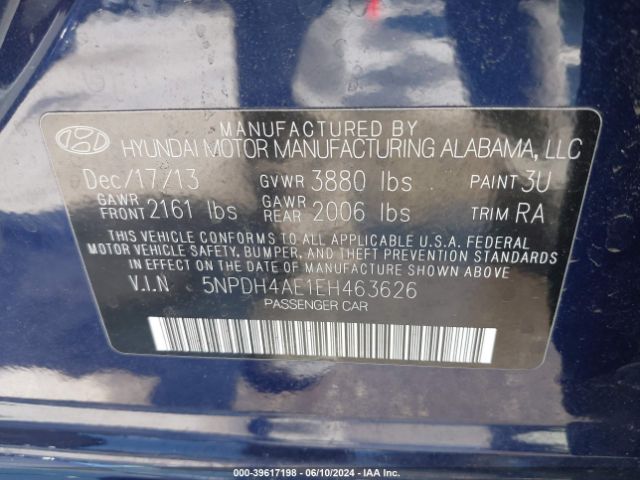 MANUFACTURED BY
HYUNDAI MOTOR MANUFACTURING ALABAMA, LLC
Dec/17/13 GVWR 3880 lbs PAINT 3U
GAWR FRONT 2161 lbs GAWR REAR 2006 lbs TRIM RA
THIS VEHICLE CONFORMS TO ALL APPLICABLE U.S.A. FEDERAL
MOTOR VEHICLE SAFETY, BUMPER, AND THEFT PREVENTION STANDARDS
IN EFFECT ON THE DATE OF MANUFACTURE SHOWN ABOVE.
V.I.N 5NPDH4AE1EH463626
PASSENGER CAR
000-39617198 - 06/10/2024 - IAA Inc.